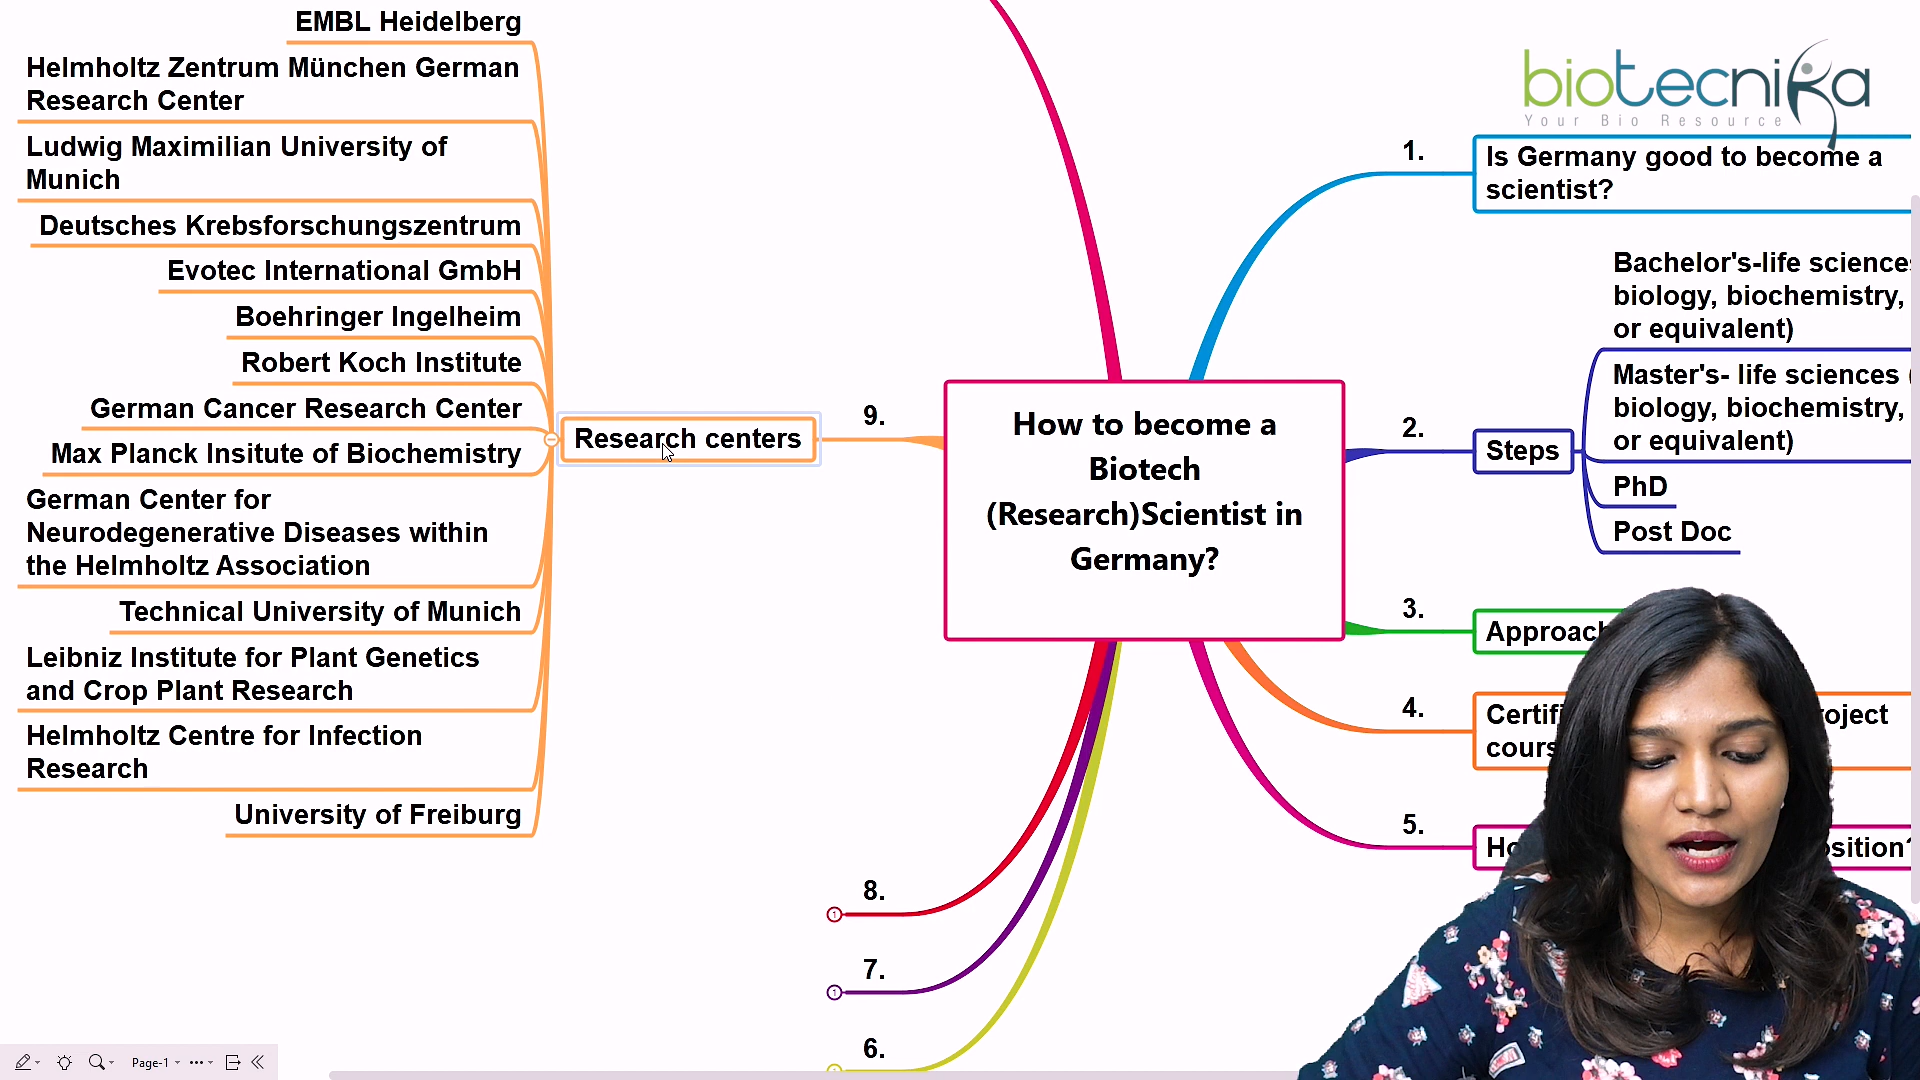 EMBL Heidelberg
Helmholtz Zentrum München German
Research Center
Ludwig Maximilian University of
Munich
Deutsches Krebsforschungszentrum
Evotec International GmbH
Boehringer Ingelheim
Robert Koch Institute
German Cancer Research Center
Max Planck Insitute of Biochemistry
German Center for
Neurodegenerative Diseases within
the Helmholtz Association
Technical University of Munich
Leibniz Institute for Plant Genetics
and Crop Plant Research
Helmholtz Centre for Infection
Research
University of Freiburg
Research centers
9.
8.
7.
6.
How to become a
Biotech
(Research)Scientist in
Germany?
biotecnika
Your Bio Resource
1.
Is Germany good to become a
scientist?
2.
Steps
Bachelor's-life
biology, biochemistry,
or equivalent)
Master's- life sciences
biology, biochemistry,
or equivalent)
PhD
Post Doc
3.
4.
5.
Page-1